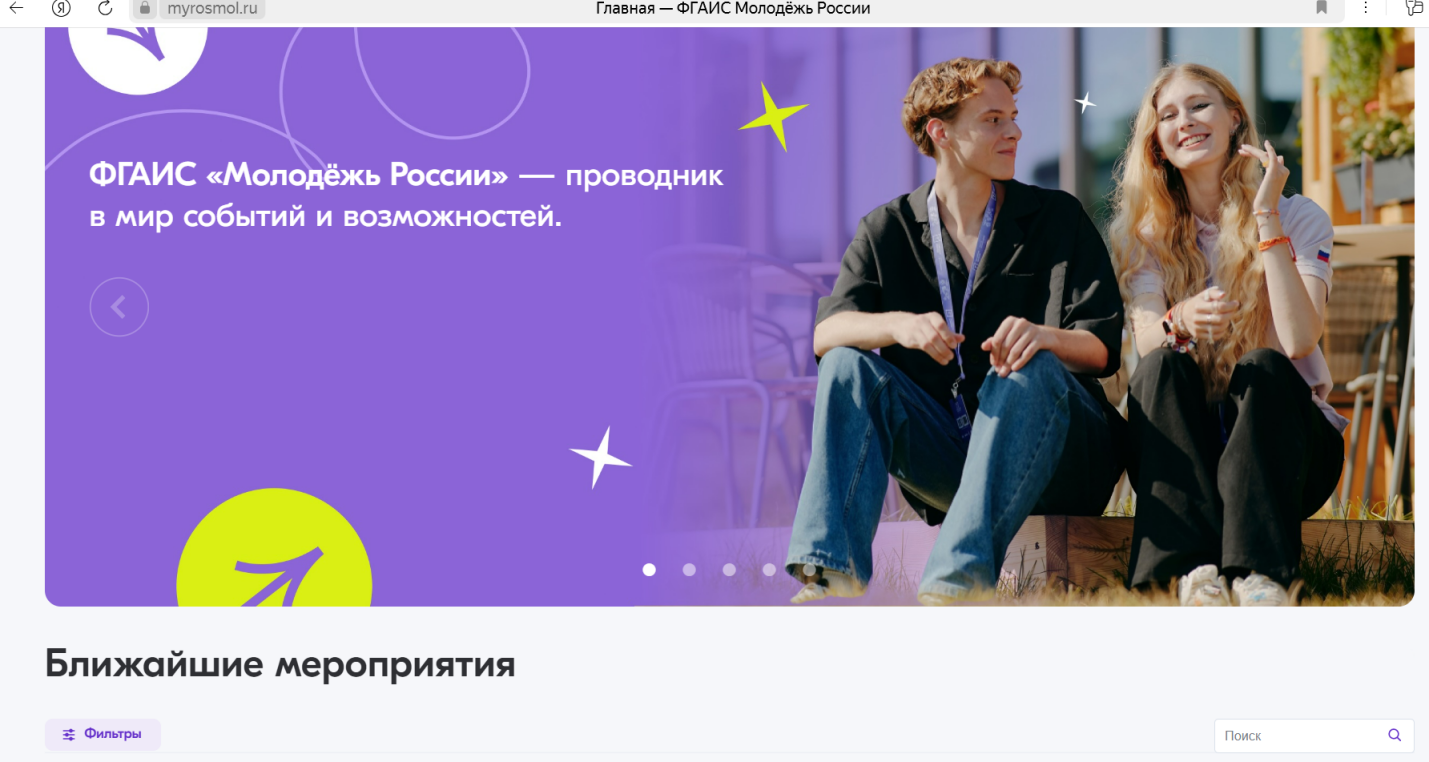 myrosmol.ru
Главная — ФГАИС Молодёжь России
ФГАИС «Молодёжь России» — проводник
в мир событий и возможностей.
Ближайшие мероприятия
Фильтры
Поиск